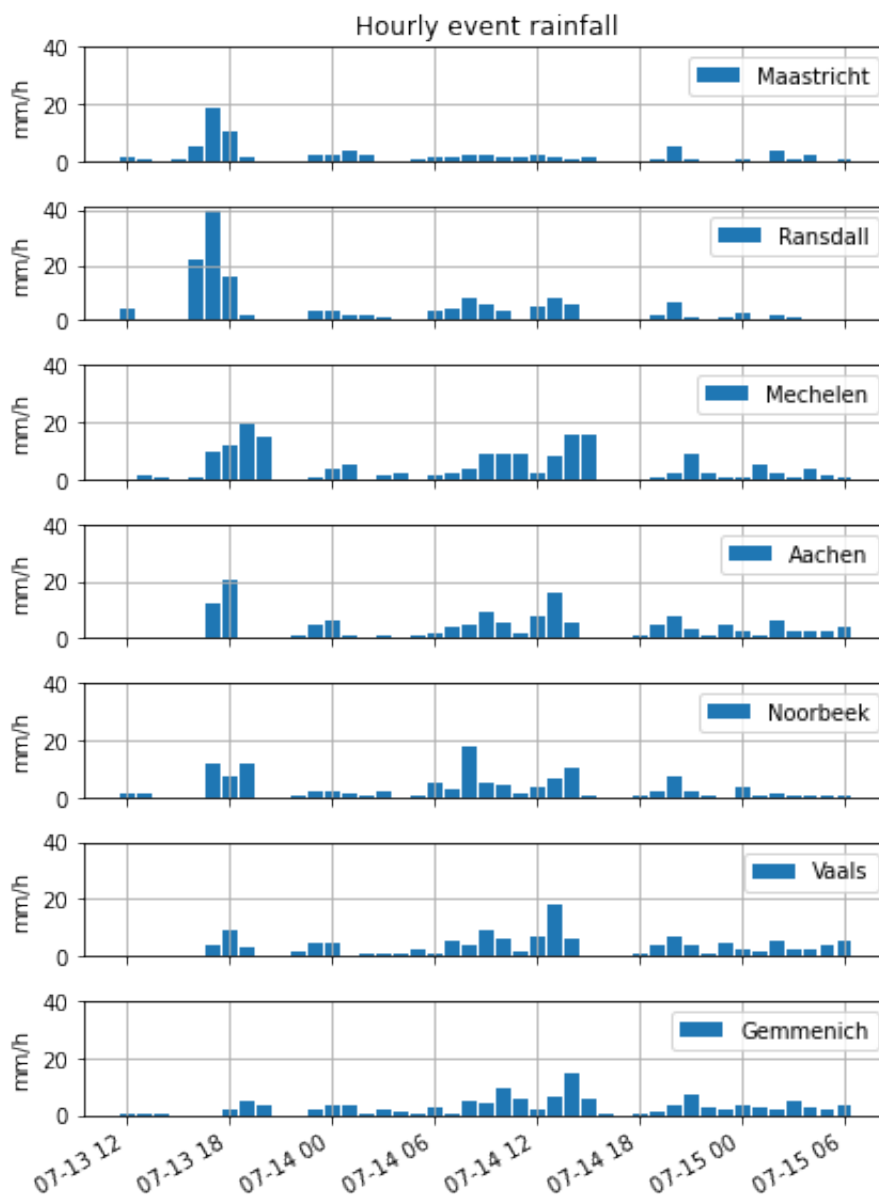 Hourly event rainfall
40
20
0
mm/h
Maastricht
40
20
0
mm/h
Ransdall
40
20
0
mm/h
Mechelen
40
20
0
mm/h
Aachen
40
20
0
mm/h
Noorbeek
40
20
0
mm/h
Vaals
40
20
0
mm/h
Gemmenich
07-13 12
07-13 18
07-14 00
07-14 06
07-14 12
07-14 18
07-15 00
07-15 06